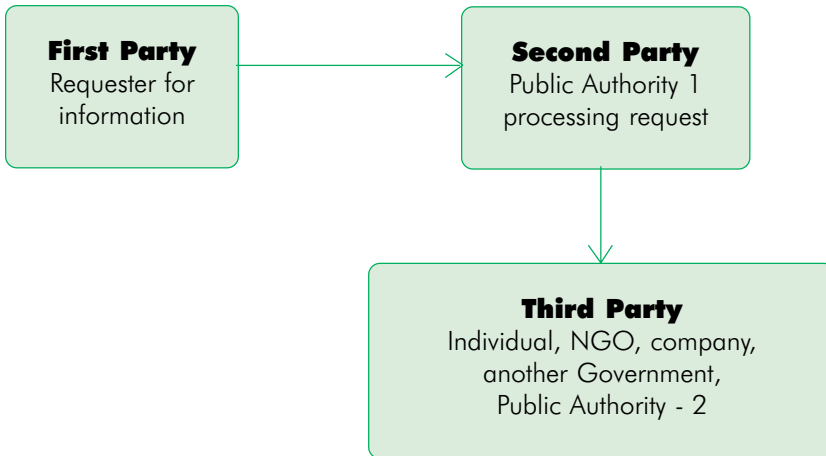 First Party
Requester for
information
Second Party
Public Authority 1
processing request
Third Party
Individual, NGO, company,
another Government,
Public Authority - 2